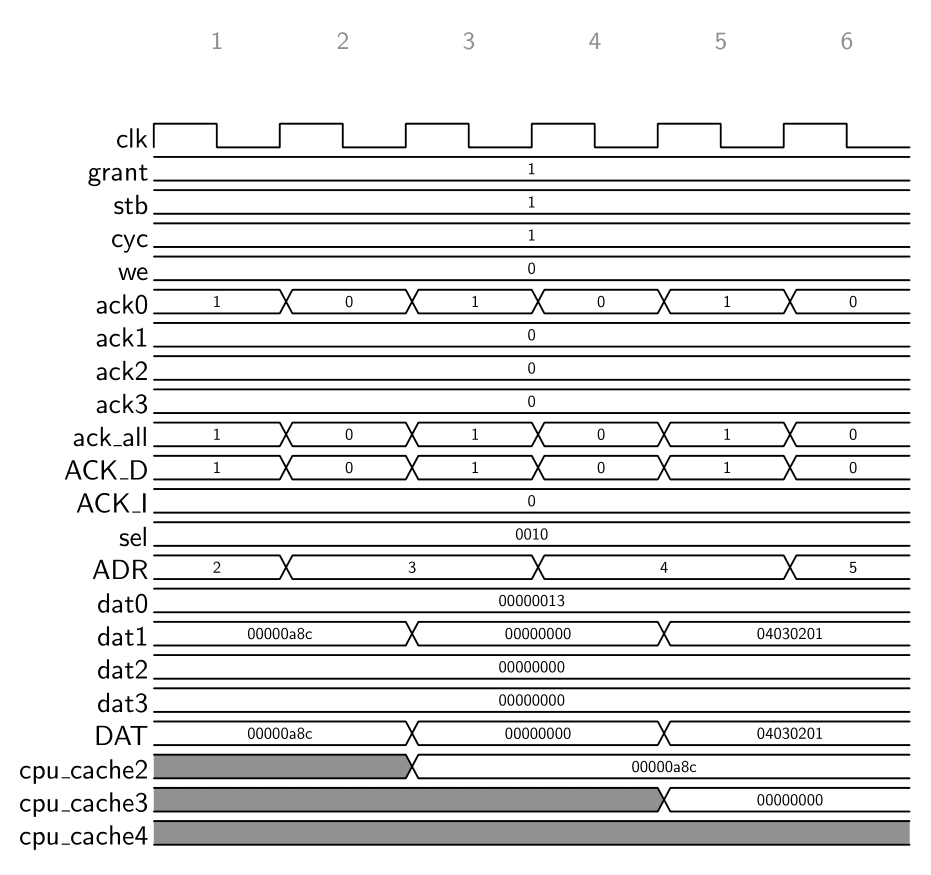 1 2 3 4 5 6
clk
grant 1
stb 1
cyc 1
we 0
ack0 1 0 1 0 1 0
ack1 0
ack2 0
ack3 0
ack_all 1 0 1 0 1 0
ACK_D 1 0 1 0 1 0
ACK_I 0
sel 0010
ADR 2 3 4 5
dat0 00000013
dat1 00000a8c 00000000 04030201
dat2 00000000
dat3 00000000
DAT 00000a8c 00000000 04030201
cpu_cache2 00000a8c
cpu_cache3 00000000
cpu_cache4